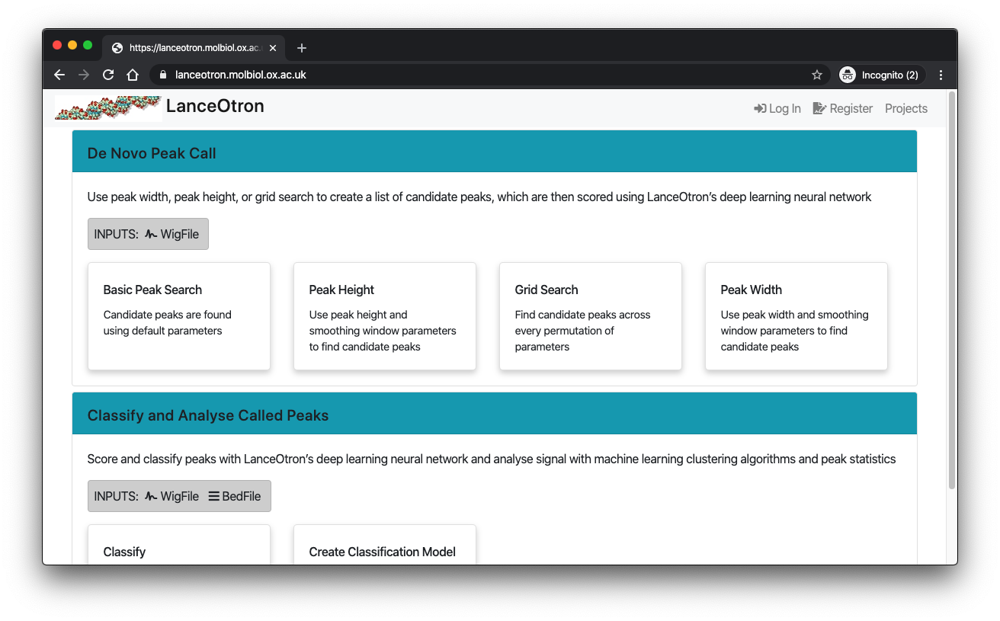 https://lanceotron.molbiol.ox.ac.
lanceotron.molbiol.ox.ac.uk
Incognito (2)
LanceOtron
Log In
Register
Projects
De Novo Peak Call
Use peak width, peak height, or grid search to create a list of candidate peaks, which are then scored using LanceOtron’s deep learning neural network
INPUTS: WigFile
Basic Peak Search
Candidate peaks are found
using default parameters
Peak Height
Use peak height and
smoothing window parameters
to find candidate peaks
Grid Search
Find candidate peaks across
every permutation of
parameters
Peak Width
Use peak width and smoothing
window parameters to find
candidate peaks
Classify and Analyse Called Peaks
Score and classify peaks with LanceOtron’s deep learning neural network and analyse signal with machine learning clustering algorithms and peak statistics
INPUTS: WigFile BedFile
Classify
Create Classification Model